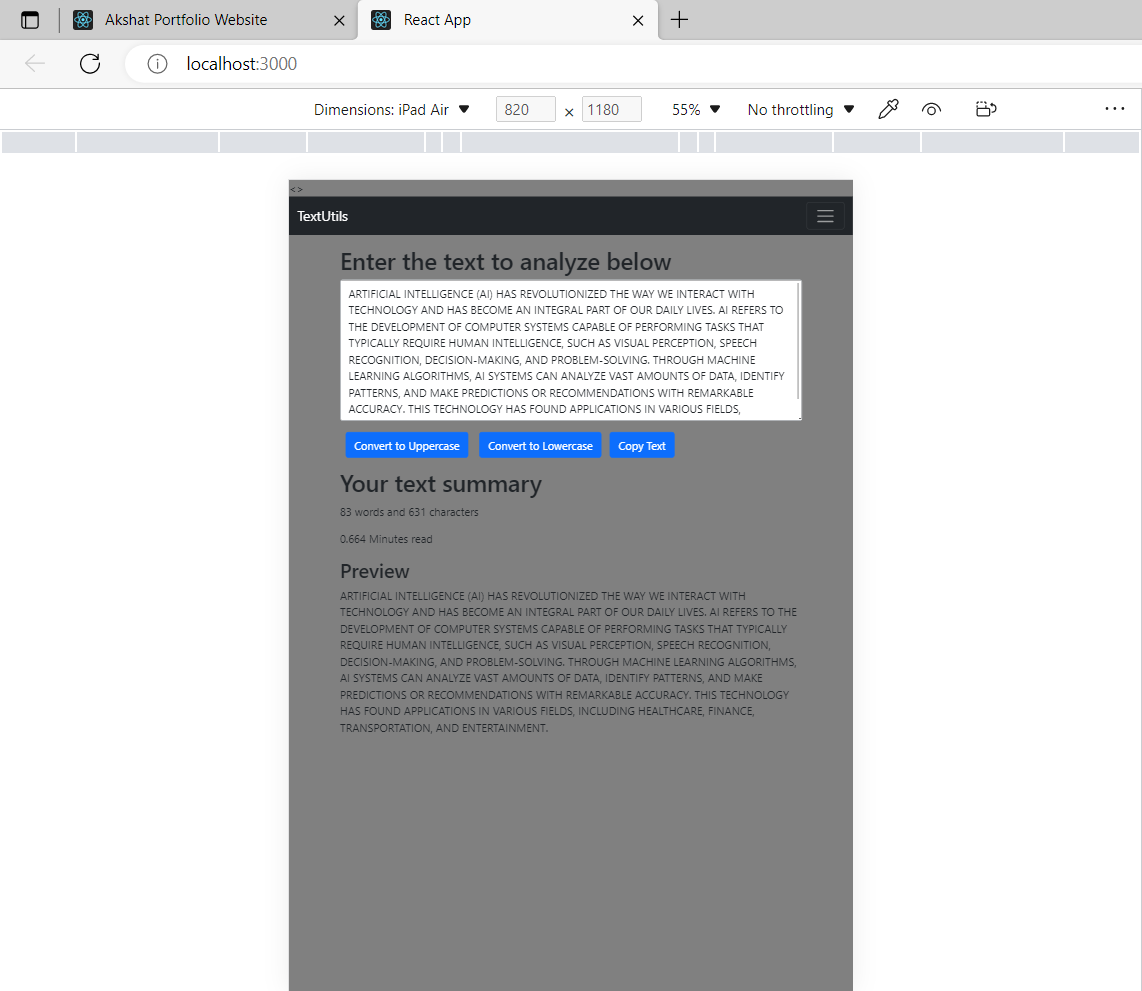 Akshat Portfolio Website
React App
localhost:3000
Dimensions: iPad Air
820
×
1180
55%
No throttling
<>
TextUtils
Enter the text to analyze below
ARTIFICIAL INTELLIGENCE (AI) HAS REVOLUTIONIZED THE WAY WE INTERACT WITH
TECHNOLOGY AND HAS BECOME AN INTEGRAL PART OF OUR DAILY LIVES. AI REFERS TO
THE DEVELOPMENT OF COMPUTER SYSTEMS CAPABLE OF PERFORMING TASKS THAT
TYPICALLY REQUIRE HUMAN INTELLIGENCE, SUCH AS VISUAL PERCEPTION, SPEECH
RECOGNITION, DECISION-MAKING, AND PROBLEM-SOLVING. THROUGH MACHINE
LEARNING ALGORITHMS, AI SYSTEMS CAN ANALYZE VAST AMOUNTS OF DATA, IDENTIFY
PATTERNS, AND MAKE PREDICTIONS OR RECOMMENDATIONS WITH REMARKABLE
ACCURACY. THIS TECHNOLOGY HAS FOUND APPLICATIONS IN VARIOUS FIELDS,
Convert to Uppercase
Convert to Lowercase
Copy Text
Your text summary
83 words and 631 characters
0.664 Minutes read
Preview
ARTIFICIAL INTELLIGENCE (AI) HAS REVOLUTIONIZED THE WAY WE INTERACT WITH
TECHNOLOGY AND HAS BECOME AN INTEGRAL PART OF OUR DAILY LIVES. AI REFERS TO THE
DEVELOPMENT OF COMPUTER SYSTEMS CAPABLE OF PERFORMING TASKS THAT TYPICALLY
REQUIRE HUMAN INTELLIGENCE, SUCH AS VISUAL PERCEPTION, SPEECH RECOGNITION,
DECISION-MAKING, AND PROBLEM-SOLVING. THROUGH MACHINE LEARNING ALGORITHMS,
AI SYSTEMS CAN ANALYZE VAST AMOUNTS OF DATA, IDENTIFY PATTERNS, AND MAKE
PREDICTIONS OR RECOMMENDATIONS WITH REMARKABLE ACCURACY. THIS TECHNOLOGY
HAS FOUND APPLICATIONS IN VARIOUS FIELDS, INCLUDING HEALTHCARE, FINANCE,
TRANSPORTATION, AND ENTERTAINMENT.